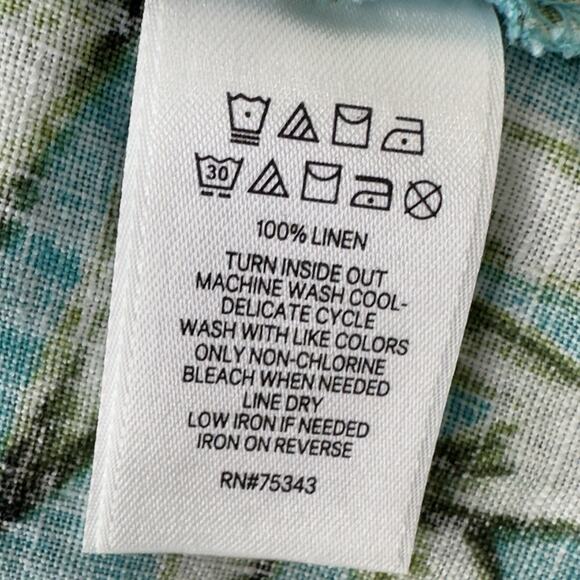 30
100% LINEN
TURN INSIDE OUT
MACHINE WASH COOL-
DELICATE CYCLE
WASH WITH LIKE COLORS
ONLY NON-CHLORINE
BLEACH WHEN NEEDED
LINE DRY
LOW IRON IF NEEDED
IRON ON REVERSE
RN#75343